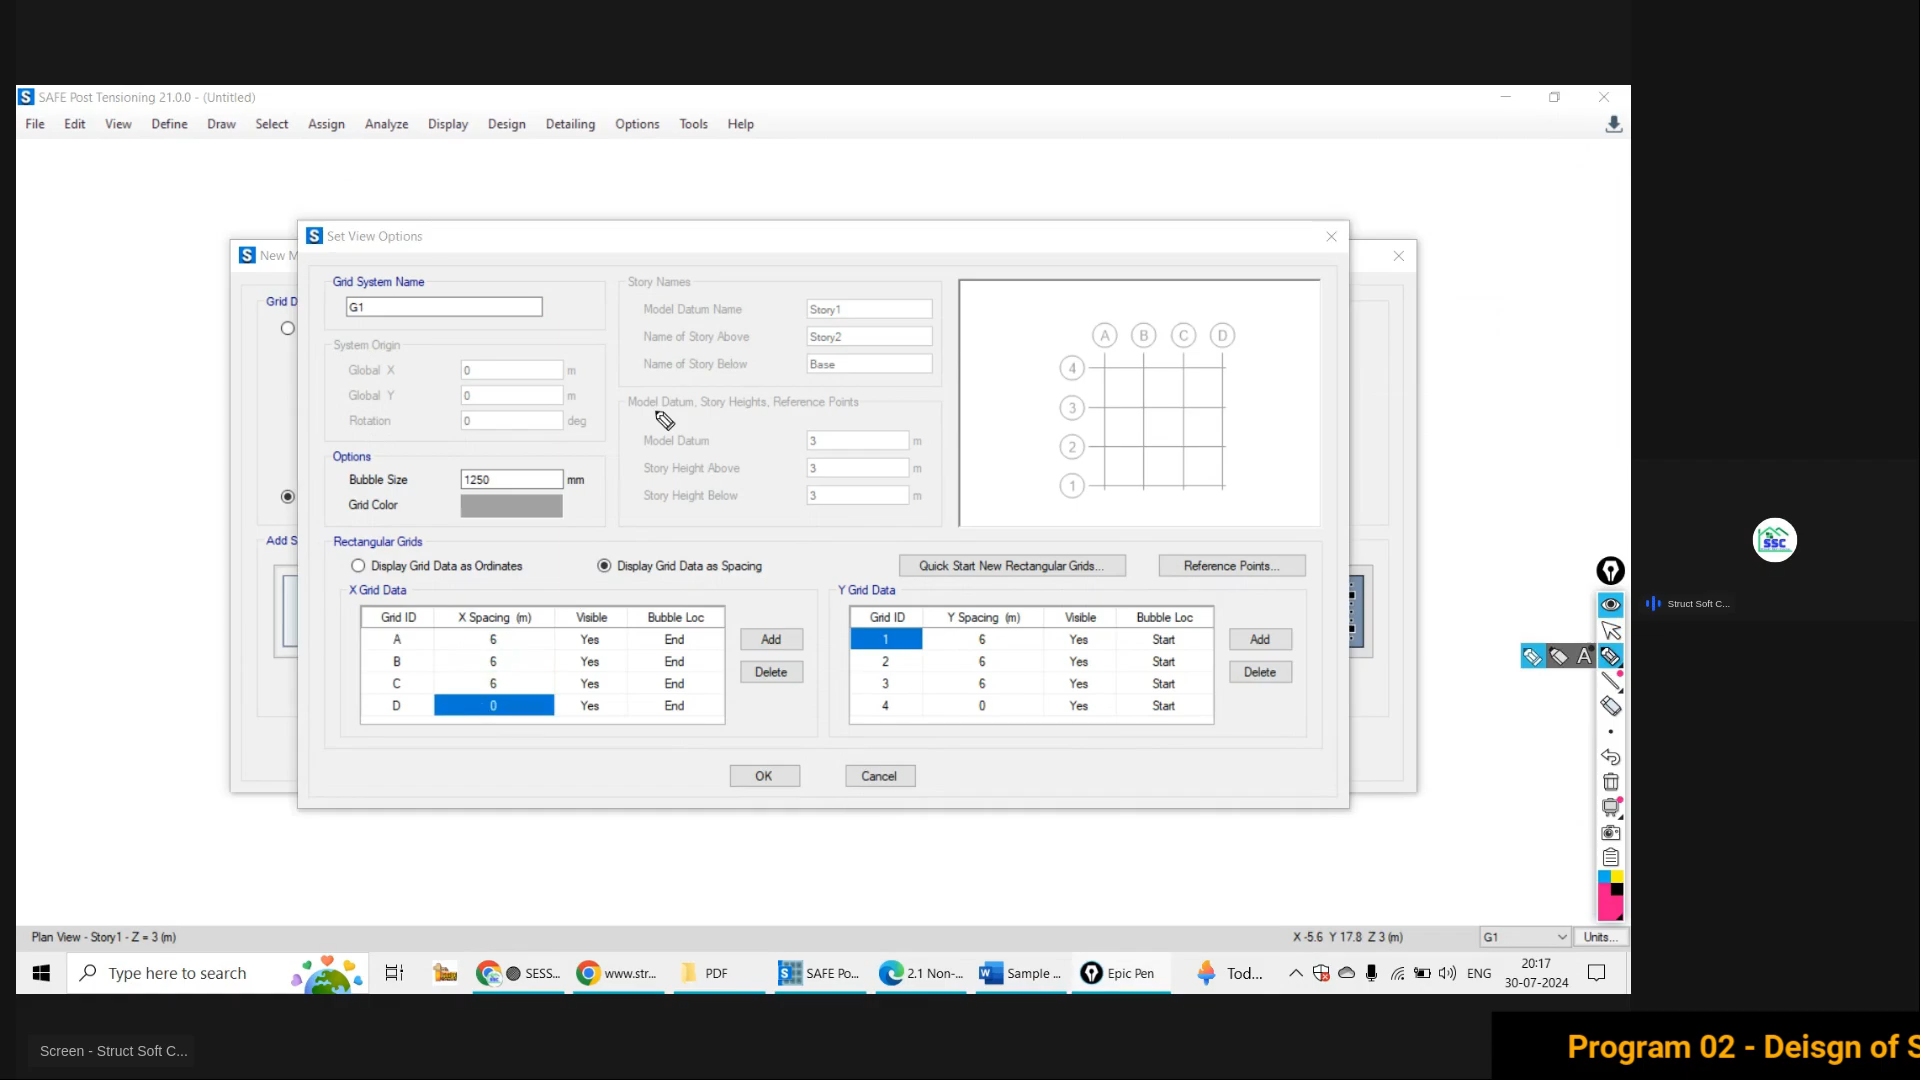 SAFE Post Tensioning 21.0.0 - (Untitled)
File Edit View Define Draw Select Assign Analyze Display Design Detailing Options Tools Help
New M
Set View Options
Grid D
Add S
Grid System Name
G1
System Origin
Global X 0 m
Global Y 0 m
Rotation 0 deg
Options
Bubble Size 1250 mm
Grid Color
Story Names
Model Datum Name Story1
Name of Story Above Story2
Name of Story Below Base
Model Datum, Story Heights, Reference Points
Model Datum 3 m
Story Height Above 3 m
Story Height Below 3 m
A B C D
4
3
2
1
Rectangular Grids
Display Grid Data as Ordinates Display Grid Data as Spacing Quick Start New Rectangular Grids... Reference Points...
X Grid Data
Grid ID X Spacing (m) Visible Bubble Loc
A 6 Yes End
B 6 Yes End
C 6 Yes End
D 0 Yes End
Add
Delete
Y Grid Data
Grid ID Y Spacing (m) Visible Bubble Loc
1 6 Yes Start
2 6 Yes Start
3 6 Yes Start
4 0 Yes Start
Add
Delete
OK Cancel
A
SSC
Struct Soft C...
Plan View - Story1 - Z = 3 (m) X -5.6 Y 17.8 Z 3 (m) G1 Units...
Type here to search SESS... www.str... PDF SAFE Po... 2.1 Non-... Sample ... Epic Pen Tod... ENG 20:17
30-07-2024
Screen - Struct Soft C...
Program 02 - Deisgn of S